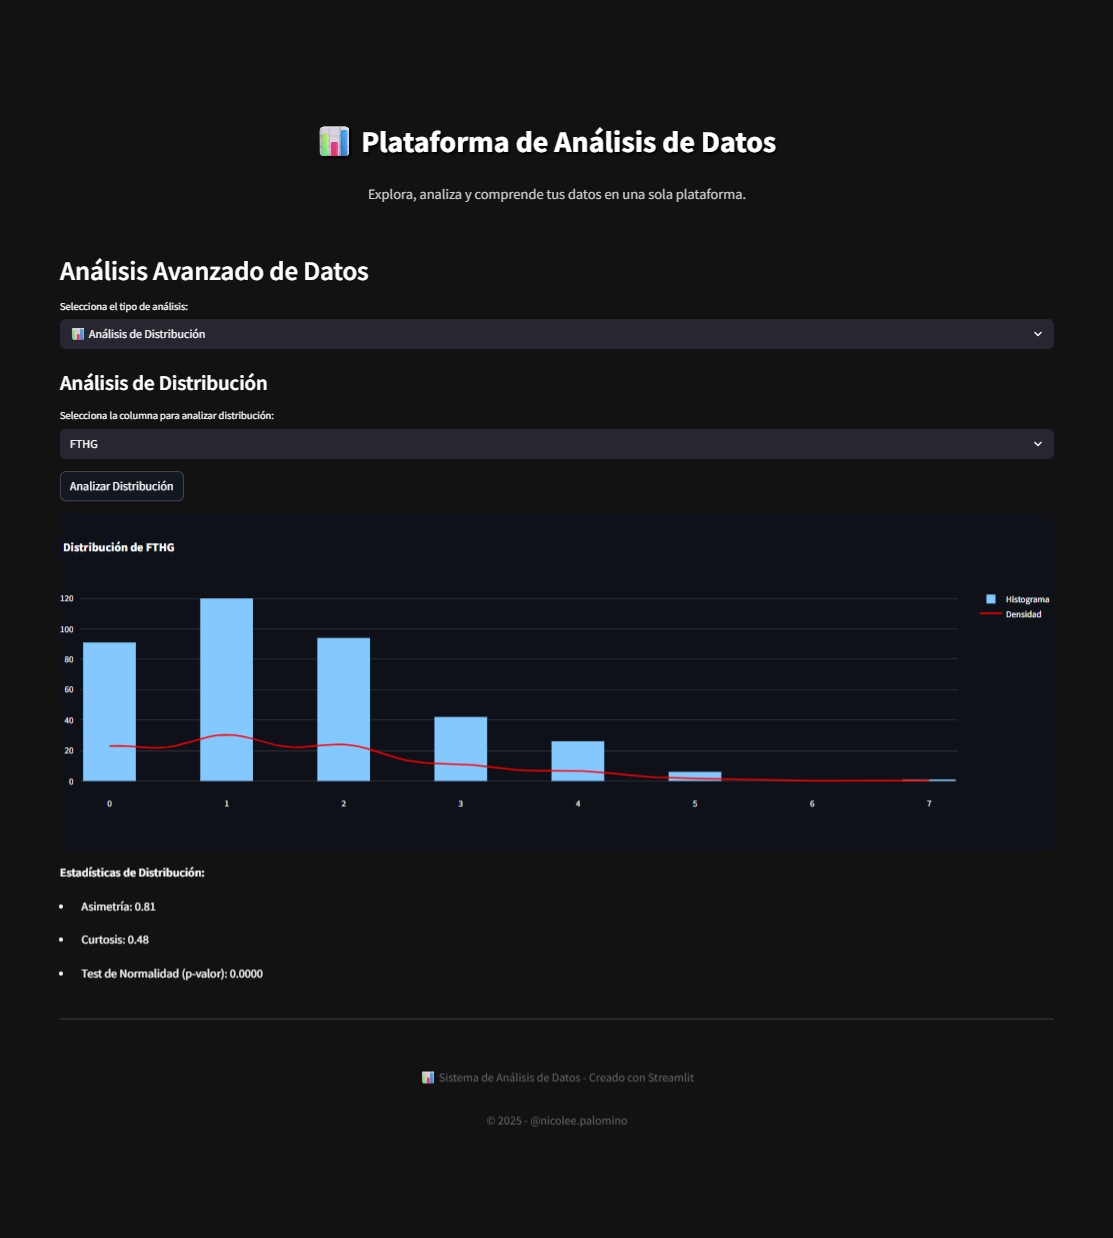 Plataforma de Análisis de Datos
Explora, analiza y comprende tus datos en una sola plataforma.
Análisis Avanzado de Datos
Selecciona el tipo de análisis:
Análisis de Distribución
Análisis de Distribución
Selecciona la columna para analizar distribución:
FTHG
Analizar Distribución
Distribución de FTHG
120
100
80
60
40
20
0
0 1 2 3 4 5 6 7
Histograma
Densidad
Estadísticas de Distribución:
• Asimetría: 0.81
• Curtosis: 0.48
• Test de Normalidad (p-valor): 0.0000
Sistema de Análisis de Datos - Creado con Streamlit
© 2025 - @nicolee.palomino